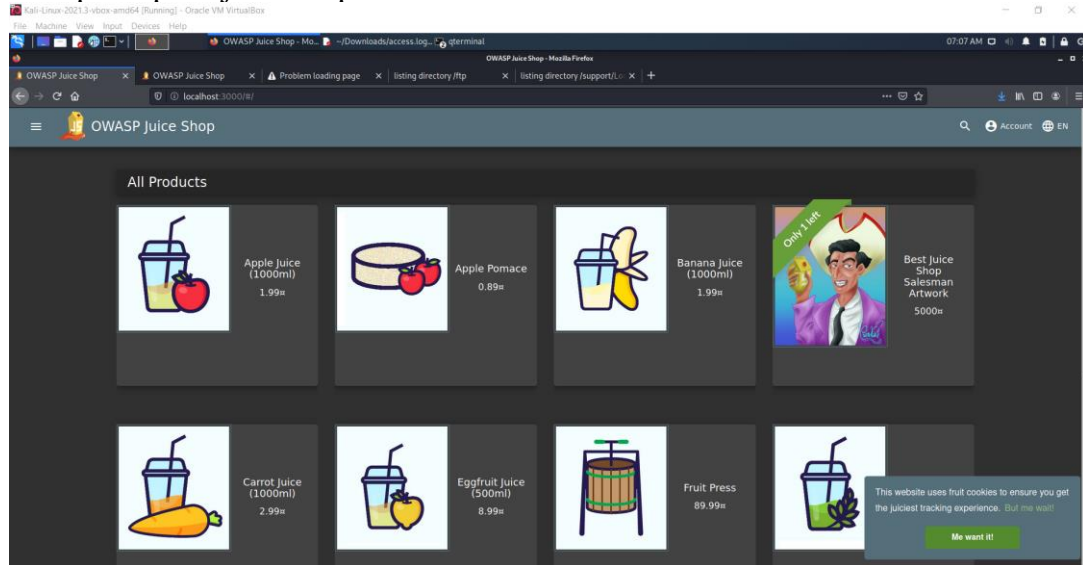 Kali-Linux-2021.3-vbox-amd64 [Running] - Oracle VM VirtualBox
File Machine View Input Devices Help
OWASP Juice Shop - Mo... ~/Downloads/access.log... qterminal 07:07 AM
OWASP Juice Shop - Mozilla Firefox
OWASP Juice Shop × OWASP Juice Shop × Problem loading page × listing directory /ftp × listing directory /support/Lo × +
localhost:3000/#/
OWASP Juice Shop Account EN
All Products
Only 1 left
Apple Juice
(1000ml)
1.99¤
Apple Pomace
0.89¤
Banana Juice
(1000ml)
1.99¤
Best Juice
Shop
Salesman
Artwork
5000¤
Carrot Juice
(1000ml)
2.99¤
Eggfruit Juice
(500ml)
8.99¤
Fruit Press
89.99¤
This website uses fruit cookies to ensure you get
the juiciest tracking experience. But me wait!
Me want it!